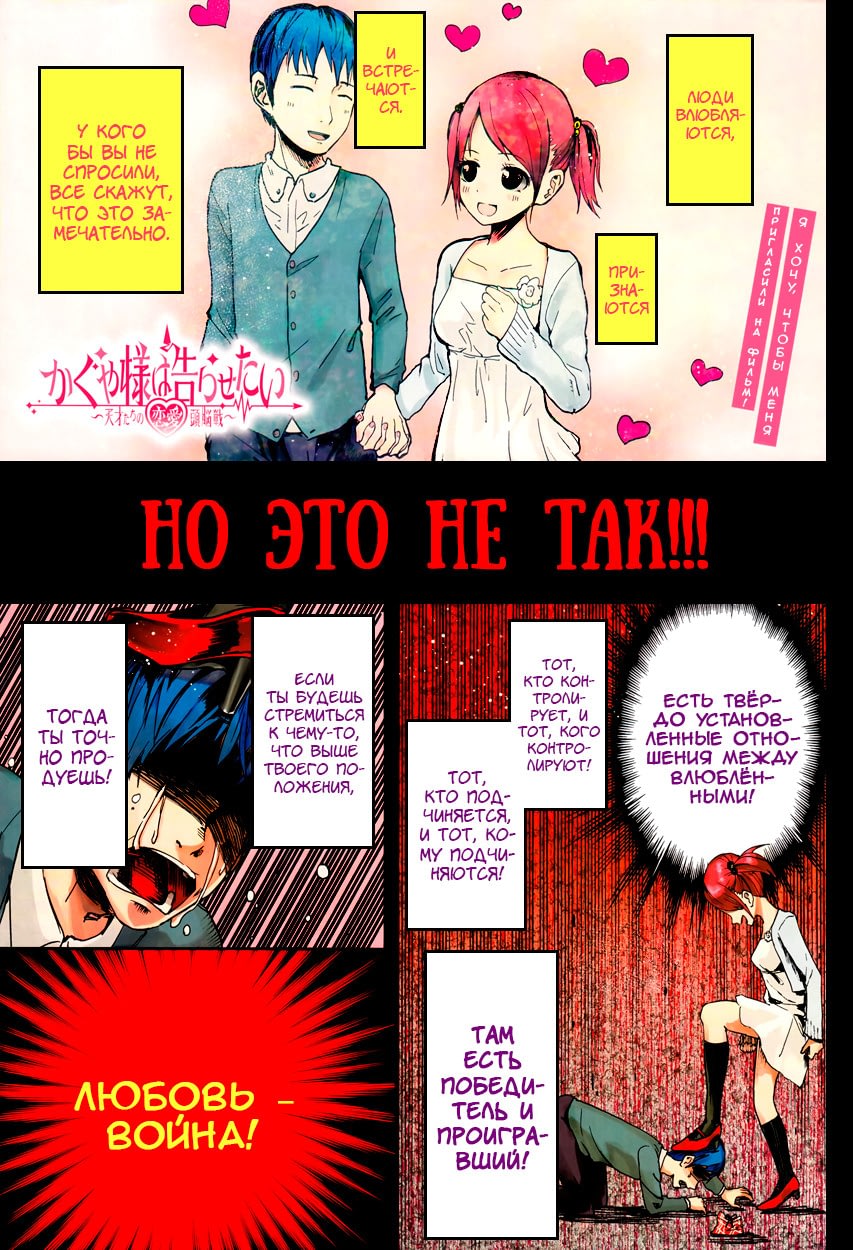 ЛЮДИ
ВЛЮБЛЯ-
ЮТСЯ,
ПРИ-
ЗНА-
ЮТСЯ
И
ВСТРЕ-
ЧАЮТ-
СЯ.
У КОГО
БЫ ВЫ НЕ
СПРОСИЛИ,
ВСЕ СКАЖУТ,
ЧТО ЭТО ЗА-
МЕЧАТЕЛЬНО.
Я ХОЧУ, ЧТОБЫ МЕНЯ
ПРИГЛАСИЛИ НА ФИЛЬМ!
かぐや様は告らせたい
~天才たちの恋愛頭脳戦~
НО ЭТО НЕ ТАК!!!
ЕСТЬ ТВЁР-
ДО УСТАНОВ-
ЛЕННЫЕ ОТНО-
ШЕНИЯ МЕЖДУ
ВЛЮБЛЁН-
НЫМИ!
ТОТ,
КТО КОН-
ТРОЛИ-
РУЕТ, И
ТОТ, КОГО
КОНТРО-
ЛИРУЮТ!
ТОТ,
КТО ПОД-
ЧИНЯЕТСЯ,
И ТОТ, КО-
МУ ПОДЧИ-
НЯЮТСЯ!
ТАМ
ЕСТЬ
ПОБЕДИ-
ТЕЛЬ И
ПРОИГРА-
ВШИЙ!
ЕСЛИ
ТЫ БУДЕШЬ
СТРЕМИТЬСЯ
К ЧЕМУ-ТО,
ЧТО ВЫШЕ
ТВОЕГО ПО-
ЛОЖЕНИЯ,
ТОГДА
ТЫ ТОЧ-
НО ПРО-
ДУЕШЬ!
ЛЮБОВЬ –
ВОЙНА!